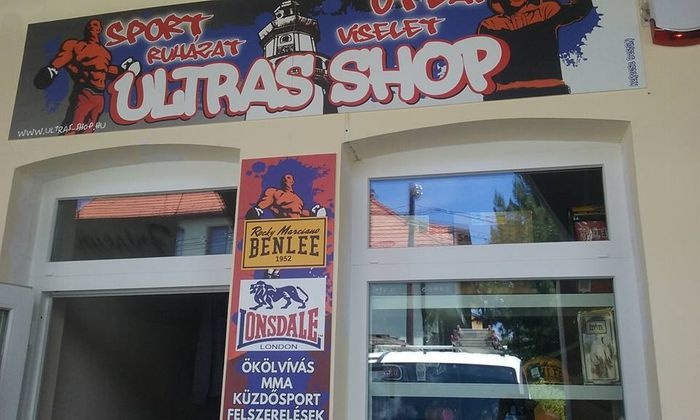 SPORT
RUHÁZAT
VISELET
ULTRAS SHOP
WWW.ULTRAS-SHOP.HU
Rocky Marciano
BENLEE
1952
LONSDALE
LONDON
ÖKÖLVÍVÁS
MMA
KÜZDŐSPORT
FELSZERELÉSEK